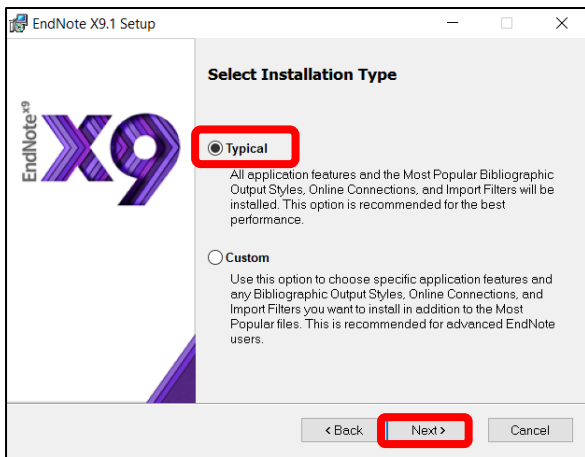 EndNote X9.1 Setup
Select Installation Type
EndNote X9
X9
Typical
All application features and the Most Popular Bibliographic
Output Styles, Online Connections, and Import Filters will be
installed. This option is recommended for the best
performance.
Custom
Use this option to choose specific application features and
any Bibliographic Output Styles, Online Connections, and
Import Filters you want to install in addition to the Most
Popular files. This is recommended for advanced EndNote
users.
< Back
Next >
Cancel